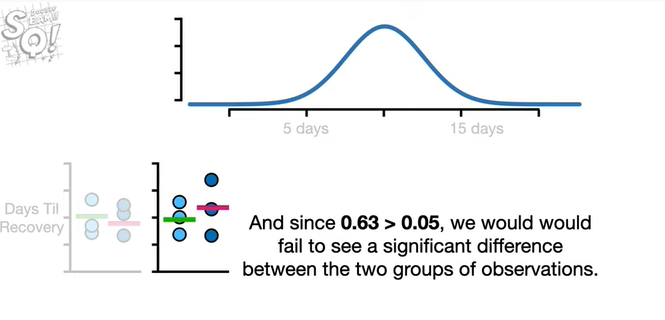 SQ!
5 days
15 days
Days Til
Recovery
And since 0.63 > 0.05, we would would
fail to see a significant difference
between the two groups of observations.